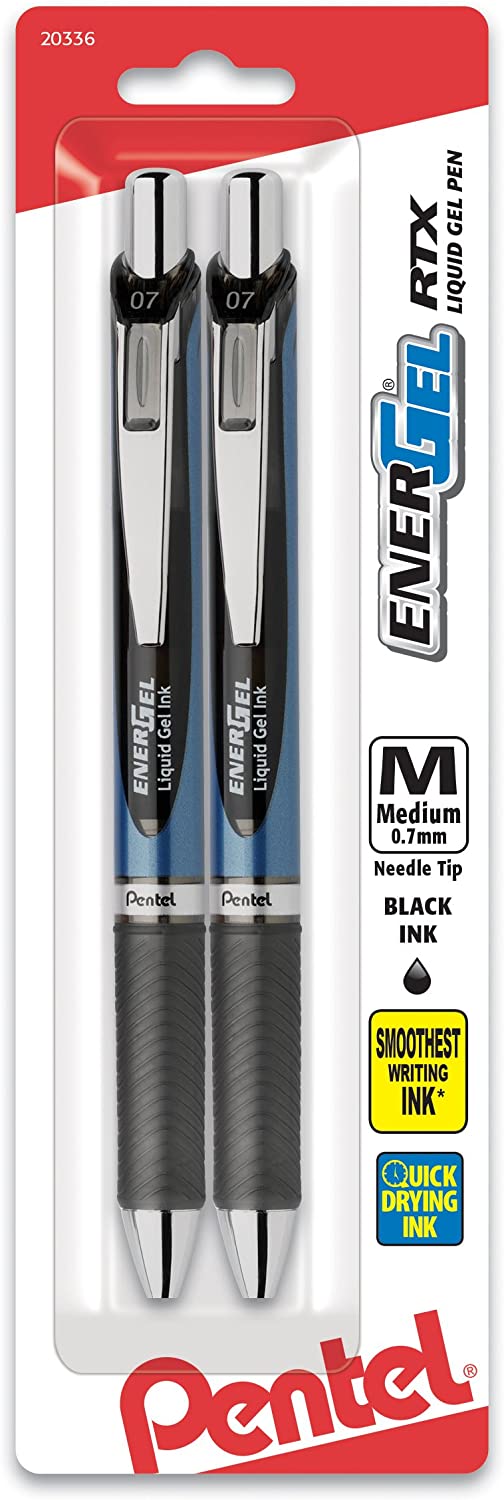 20336
07
07
ENERGEL
Liquid Gel Ink
ENERGEL
Liquid Gel Ink
Pentel
Pentel
ENERGEL® RTX
LIQUID GEL PEN
M
Medium
0.7mm
Needle Tip
BLACK
INK
SMOOTHEST
WRITING
INK*
QUICK
DRYING
INK
Pentel®